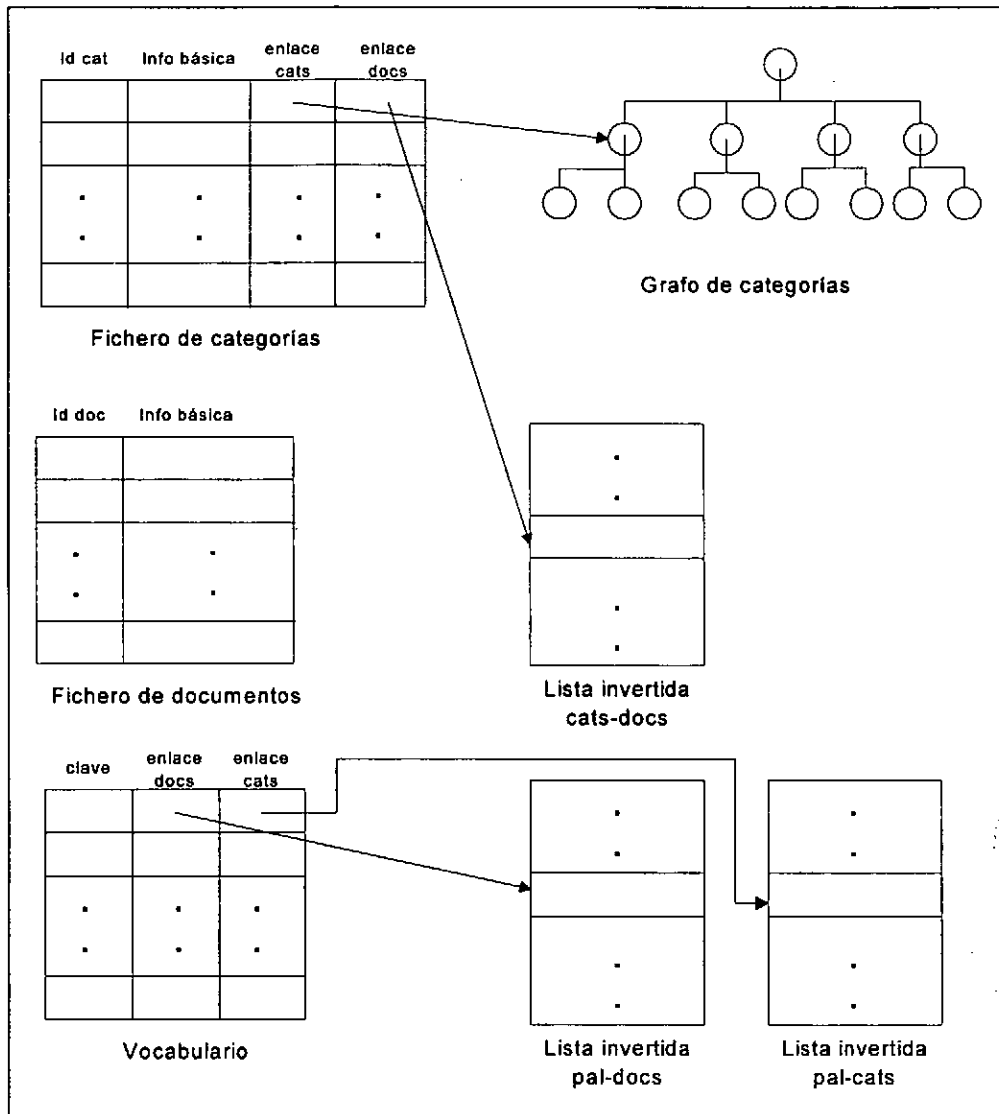 Id cat Info básica enlace cats enlace docs
Grafo de categorías
Fichero de categorías
Id doc Info básica
Fichero de documentos
Lista invertida
cats-docs
clave enlace docs enlace cats
Vocabulario
Lista invertida
pal-docs
Lista invertida
pal-cats